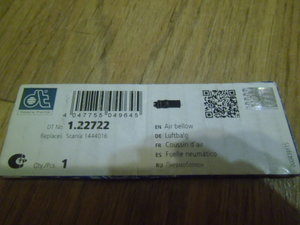 dt
4 047755 049645
DT No 1.22722
Replaces Scania 1444016
Qty./Pcs. 1
EN Air bellow
DE Luftbalg
FR Coussin d'air
ES Fuelle neumático
RU Пневмобаллон